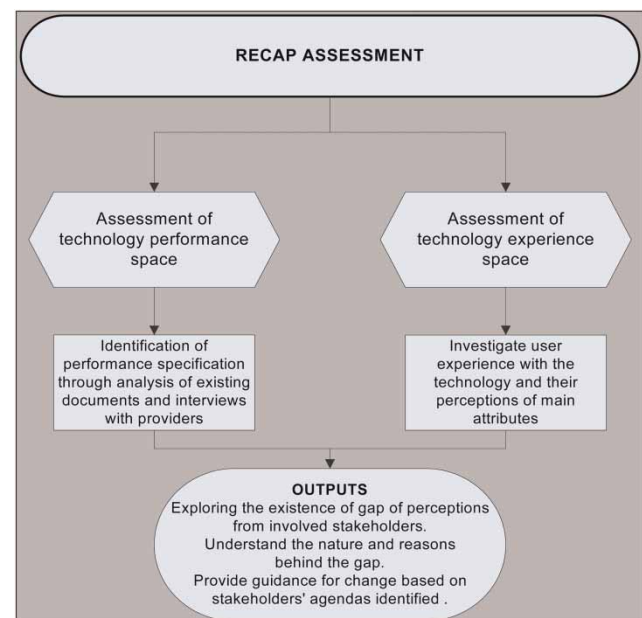 RECAP ASSESSMENT
Assessment of
technology performance
space
Assessment of
technology experience
space
Identification of
performance specification
through analysis of existing
documents and interviews
with providers
Investigate user
experience with the
technology and their
perceptions of main
attributes
OUTPUTS
Exploring the existence of gap of perceptions
from involved stakeholders.
Understand the nature and reasons
behind the gap.
Provide guidance for change based on
stakeholders' agendas identified .